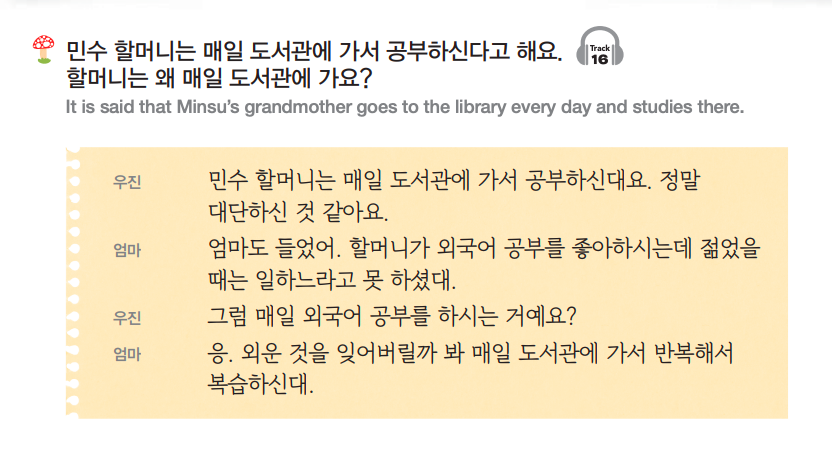 민수 할머니는 매일 도서관에 가서 공부하신다고 해요.
Track
16
할머니는 왜 매일 도서관에 가요?
It is said that Minsu's grandmother goes to the library every day and studies there.
우진 민수 할머니는 매일 도서관에 가서 공부하신대요. 정말
대단하신 것 같아요.
엄마 엄마도 들었어. 할머니가 외국어 공부를 좋아하시는데 젊었을
때는 일하느라고 못 하셨대.
우진 그럼 매일 외국어 공부를 하시는 거예요?
엄마 응. 외운 것을 잊어버릴까 봐 매일 도서관에 가서 반복해서
복습하신대.